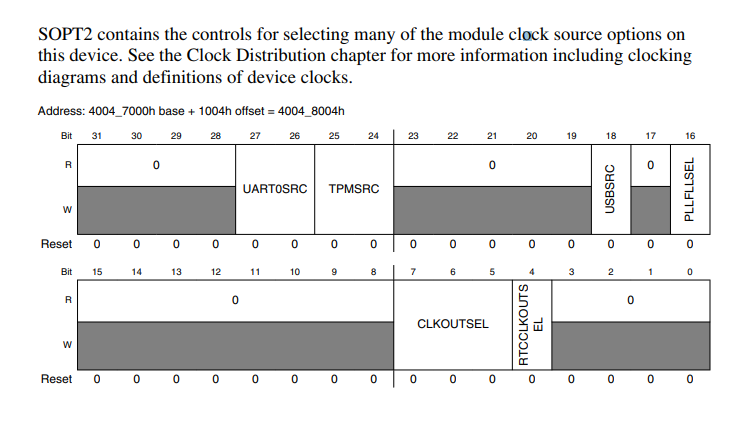 SOPT2 contains the controls for selecting many of the module clock source options on
this device. See the Clock Distribution chapter for more information including clocking
diagrams and definitions of device clocks.
Address: 4004_7000h base + 1004h offset = 4004_8004h
Bit 31 30 29 28 27 26 25 24 23 22 21 20 19 18 17 16
R 0 0 0
UART0SRC TPMSRC USBSRC PLLFLLSEL
W
Reset 0 0 0 0 0 0 0 0 0 0 0 0 0 0 0 0
Bit 15 14 13 12 11 10 9 8 7 6 5 4 3 2 1 0
R 0 0
CLKOUTSEL RTCCLKOUTS
EL
W
Reset 0 0 0 0 0 0 0 0 0 0 0 0 0 0 0 0